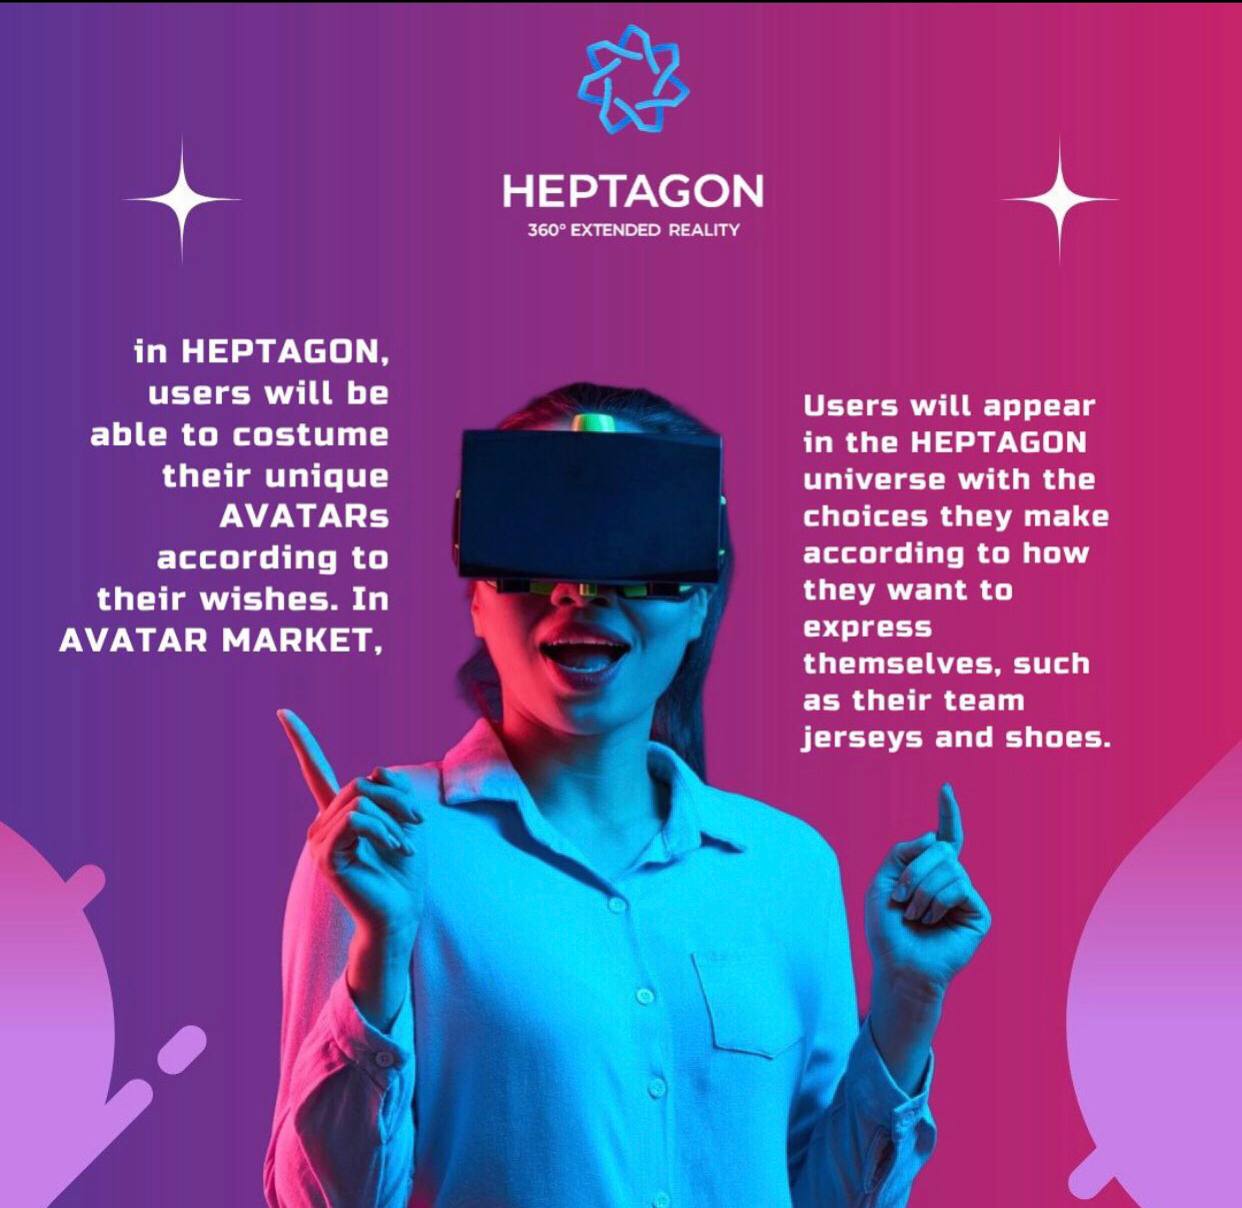 HEPTAGON
360° EXTENDED REALITY
in HEPTAGON,
users will be
able to costume
their unique
AVATARs
according to
their wishes. In
AVATAR MARKET,
Users will appear
in the HEPTAGON
universe with the
choices they make
according to how
they want to
express
themselves, such
as their team
jerseys and shoes.